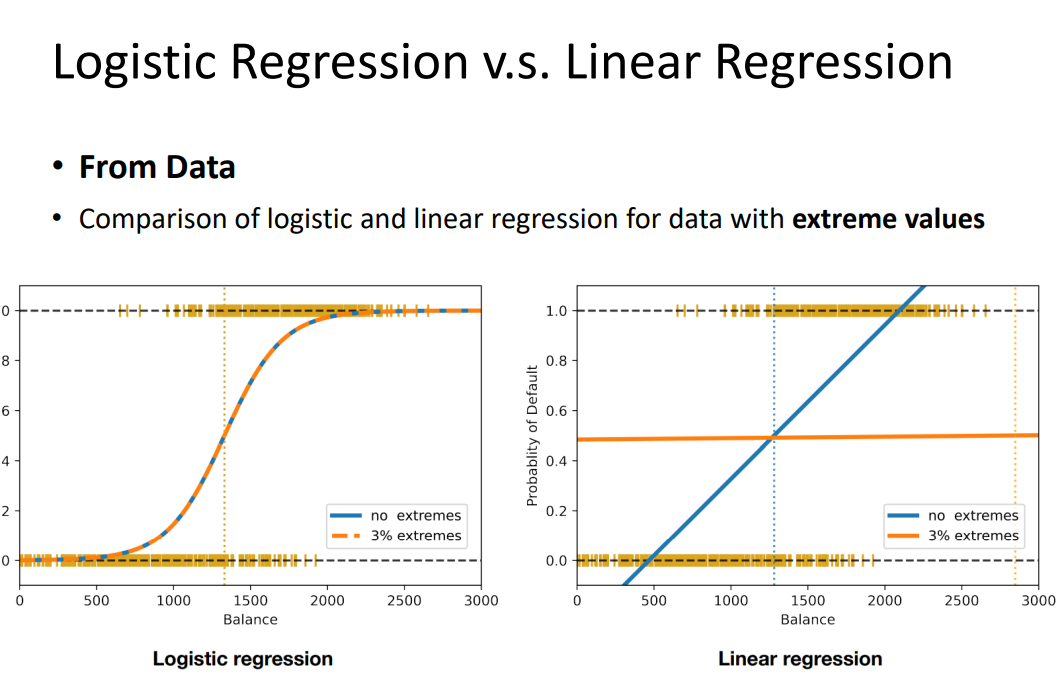 Logistic Regression v.s. Linear Regression
• From Data
• Comparison of logistic and linear regression for data with extreme values
0
8
6
4
2
0
no extremes
3% extremes
0 500 1000 1500 2000 2500 3000
Balance
Logistic regression
Probablity of Default
1.0
0.8
0.6
0.4
0.2
0.0
no extremes
3% extremes
0 500 1000 1500 2000 2500 3000
Balance
Linear regression